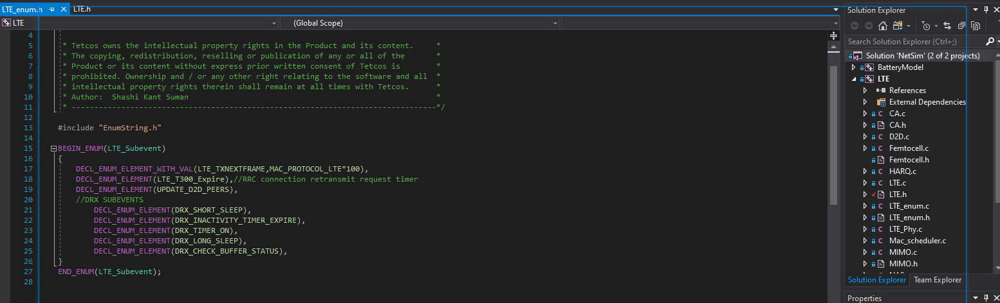 LTE_enum.h
LTE.h
LTE
(Global Scope)
4
5 * Tetcos owns the intellectual property rights in the Product and its content. *
6 * The copying, redistribution, reselling or publication of any or all of the *
7 * Product or its content without express prior written consent of Tetcos is *
8 * prohibited. Ownership and / or any other right relating to the software and all *
9 * intellectual property rights therein shall remain at all times with Tetcos. *
10 * Author: Shashi Kant Suman *
11 * ---------------------------------------------------------------------------------*/
12
13 #include "EnumString.h"
14
15 BEGIN_ENUM(LTE_Subevent)
16 {
17 DECL_ENUM_ELEMENT_WITH_VAL(LTE_TXNEXTFRAME,MAC_PROTOCOL_LTE*100),
18 DECL_ENUM_ELEMENT(LTE_T300_Expire),//RRC connection retransmit request timer
19 DECL_ENUM_ELEMENT(UPDATE_D2D_PEERS),
20 //DRX SUBEVENTS
21 DECL_ENUM_ELEMENT(DRX_SHORT_SLEEP),
22 DECL_ENUM_ELEMENT(DRX_INACTIVITY_TIMER_EXPIRE),
23 DECL_ENUM_ELEMENT(DRX_TIMER_ON),
24 DECL_ENUM_ELEMENT(DRX_LONG_SLEEP),
25 DECL_ENUM_ELEMENT(DRX_CHECK_BUFFER_STATUS),
26 }
27 END_ENUM(LTE_Subevent);
28
Solution Explorer
Search Solution Explorer (Ctrl+;)
Solution 'NetSim' (2 of 2 projects)
BatteryModel
LTE
References
External Dependencies
CA.c
CA.h
D2D.c
Femtocell.c
Femtocell.h
HARQ.c
LTE.c
LTE.h
LTE_enum.c
LTE_enum.h
LTE_Phy.c
Mac_scheduler.c
MIMO.c
MIMO.h
Solution Explorer
Team Explorer
Properties